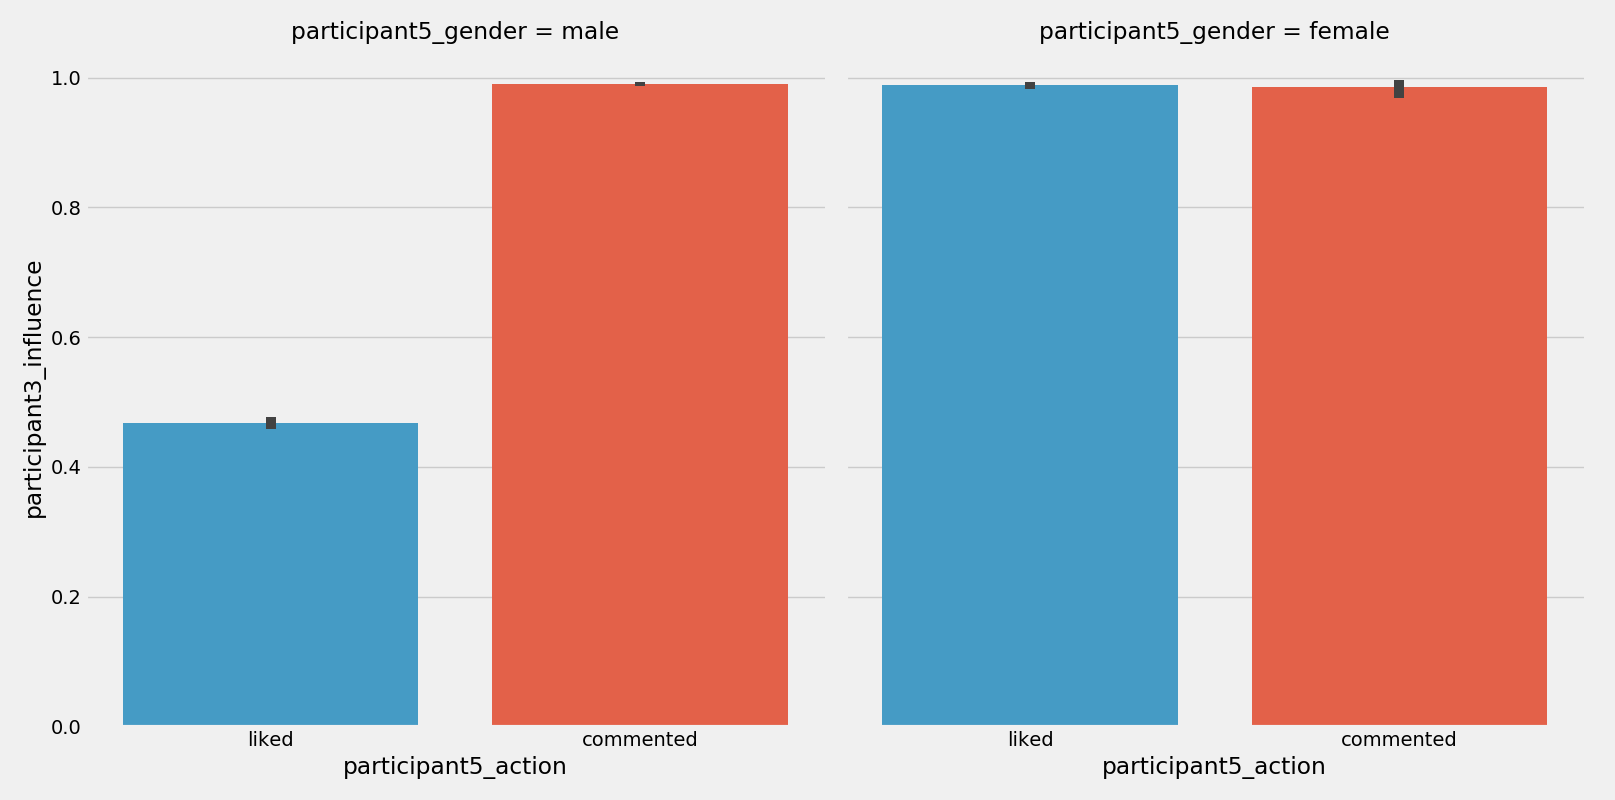 participant5_gender = male
participant5_gender = female
participant3_influence
1.0
0.8
0.6
0.4
0.2
0.0
liked
commented
liked
commented
participant5_action
participant5_action